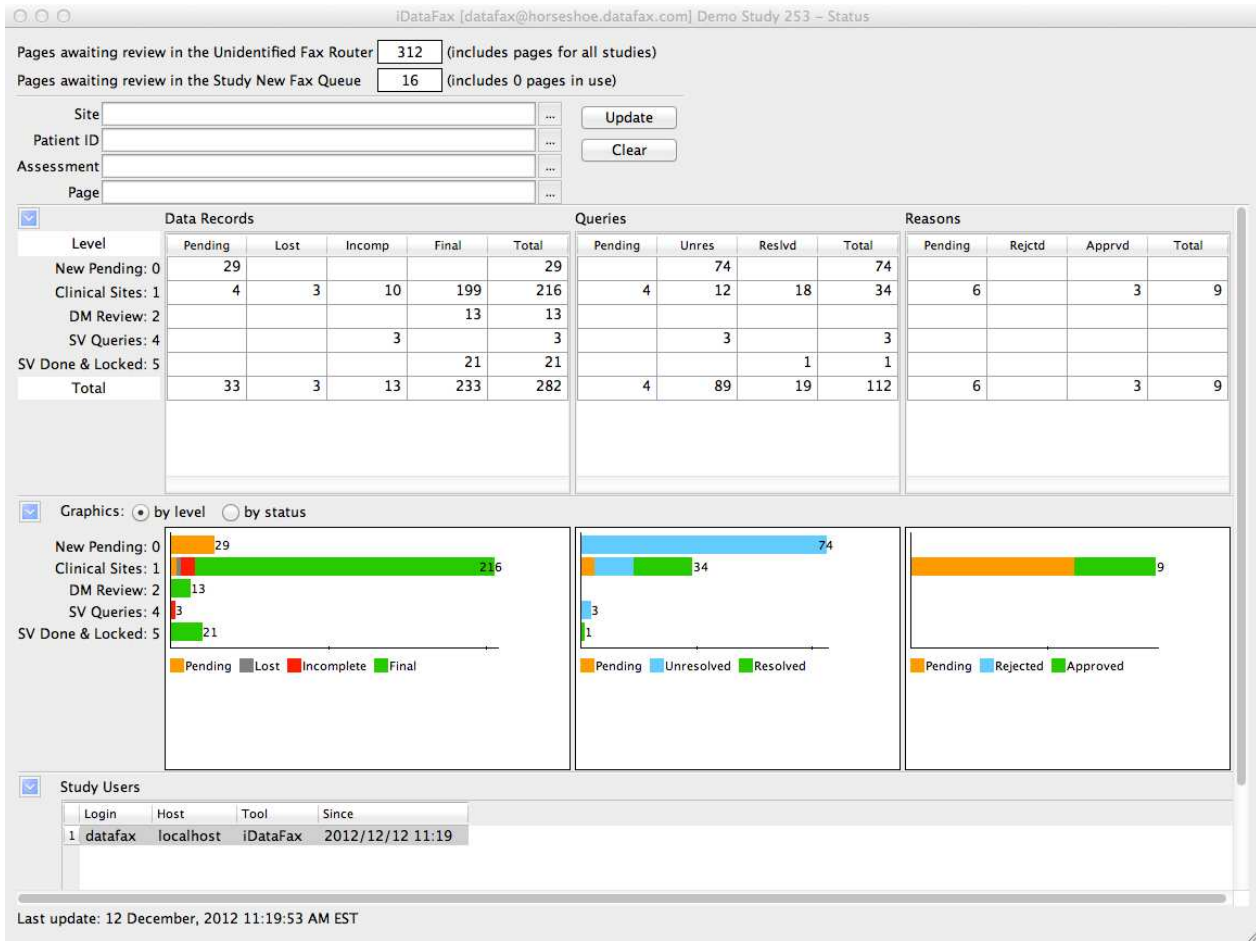 iDataFax [datafax@horseshoe.datafax.com] Demo Study 253 – Status
Pages awaiting review in the Unidentified Fax Router 312 (includes pages for all studies)
Pages awaiting review in the Study New Fax Queue 16 (includes 0 pages in use)
Site ... Update
Patient ID ...
Clear
Assessment ...
Page ...
Data Records Queries Reasons
Level Pending Lost Incomp Final Total Pending Unres Reslvd Total Pending Rejctd Apprvd Total
New Pending: 0 29 29 74 74
Clinical Sites: 1 4 3 10 199 216 4 12 18 34 6 3 9
DM Review: 2 13 13
SV Queries: 4 3 3 3 3
SV Done & Locked: 5 21 21 1 1
Total 33 3 13 233 282 4 89 19 112 6 3 9
Graphics: by level by status
New Pending: 0 29 74
Clinical Sites: 1 216 34 9
DM Review: 2 13
SV Queries: 4 3 3
SV Done & Locked: 5 21 1
Pending Lost Incomplete Final Pending Unresolved Resolved Pending Rejected Approved
Study Users
Login Host Tool Since
1 datafax localhost iDataFax 2012/12/12 11:19
Last update: 12 December, 2012 11:19:53 AM EST